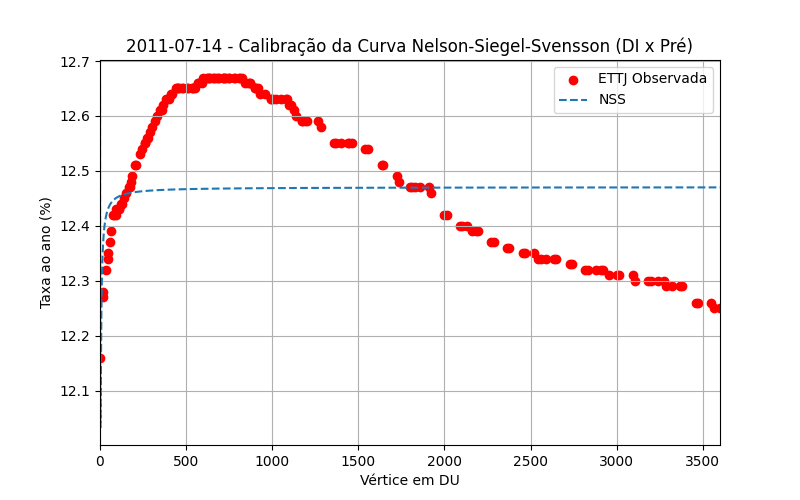 2011-07-14 - Calibração da Curva Nelson-Siegel-Svensson (DI x Pré)
ETTJ Observada
NSS
Taxa ao ano (%)
12.7
12.6
12.5
12.4
12.3
12.2
12.1
0 500 1000 1500 2000 2500 3000 3500
Vértice em DU